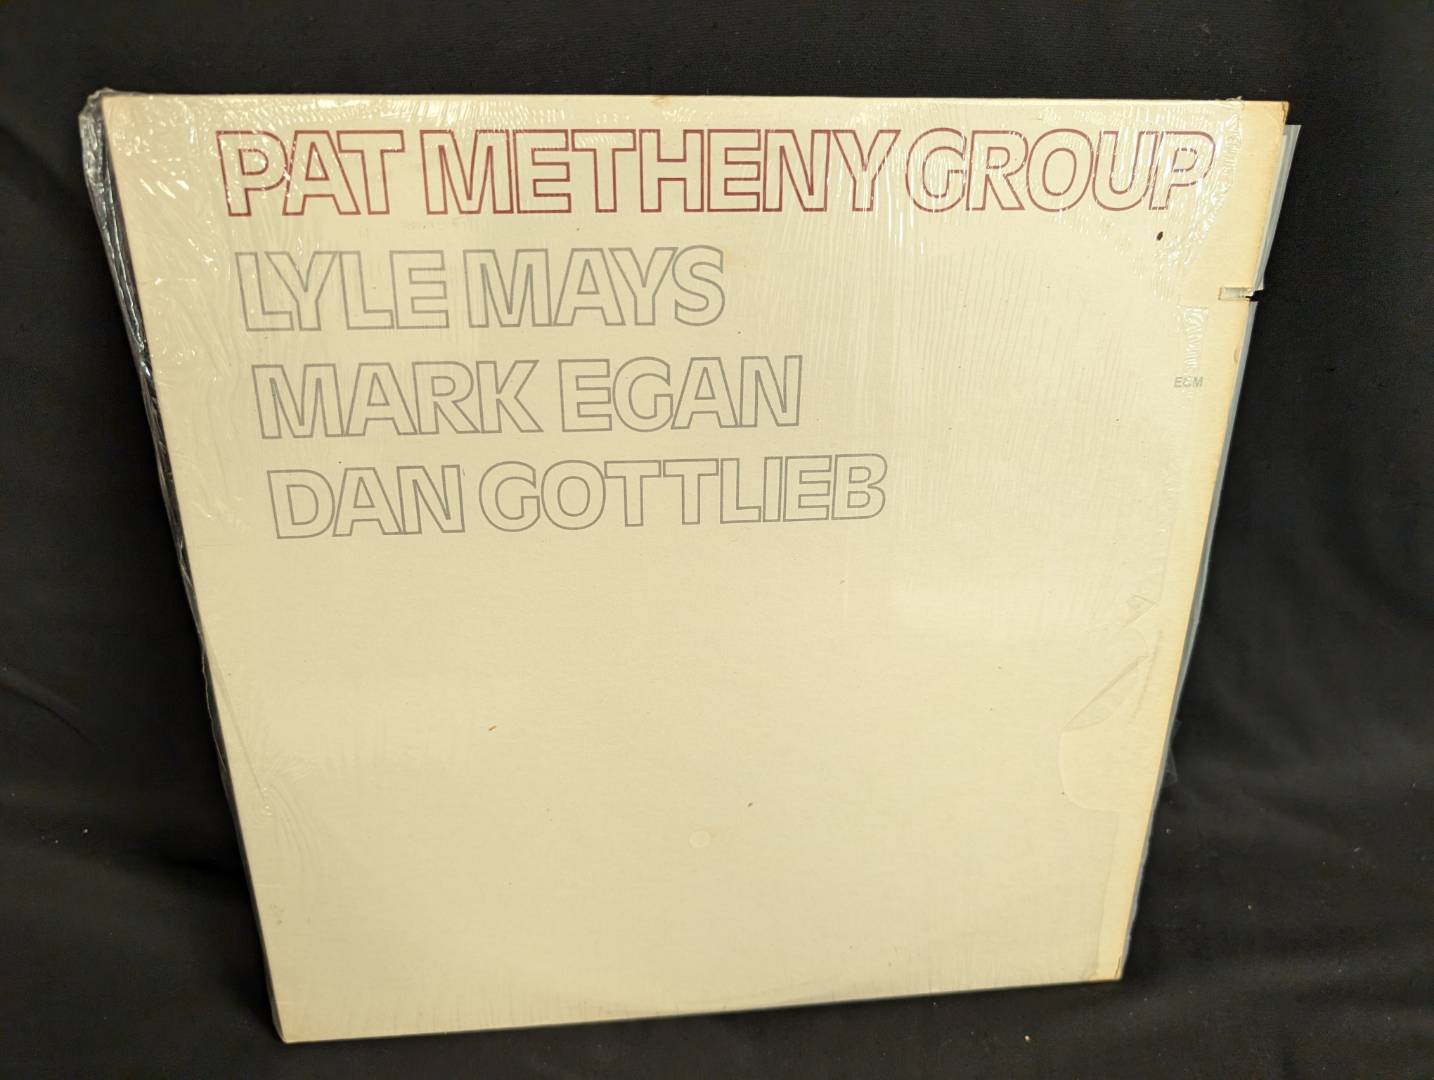 PAT METHENY GROUP
LYLE MAYS
MARK EGAN
DAN GOTTLIEB
ECM